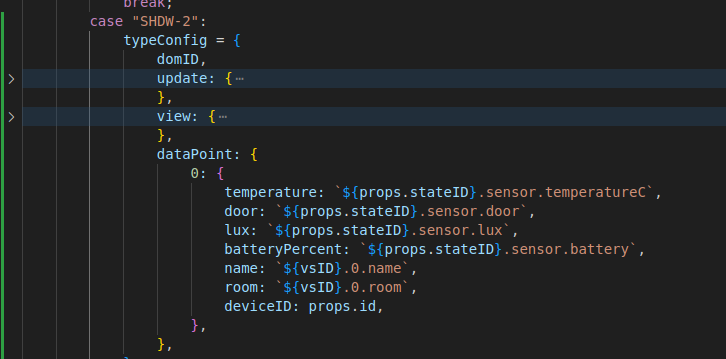 break;
case "SHDW-2":
typeConfig = {
domID,
update: {⋯
},
view: {⋯
},
dataPoint: {
0: {
temperature: `${props.stateID}.sensor.temperatureC`,
door: `${props.stateID}.sensor.door`,
lux: `${props.stateID}.sensor.lux`,
batteryPercent: `${props.stateID}.sensor.battery`,
name: `${vsID}.0.name`,
room: `${vsID}.0.room`,
deviceID: props.id,
},
},